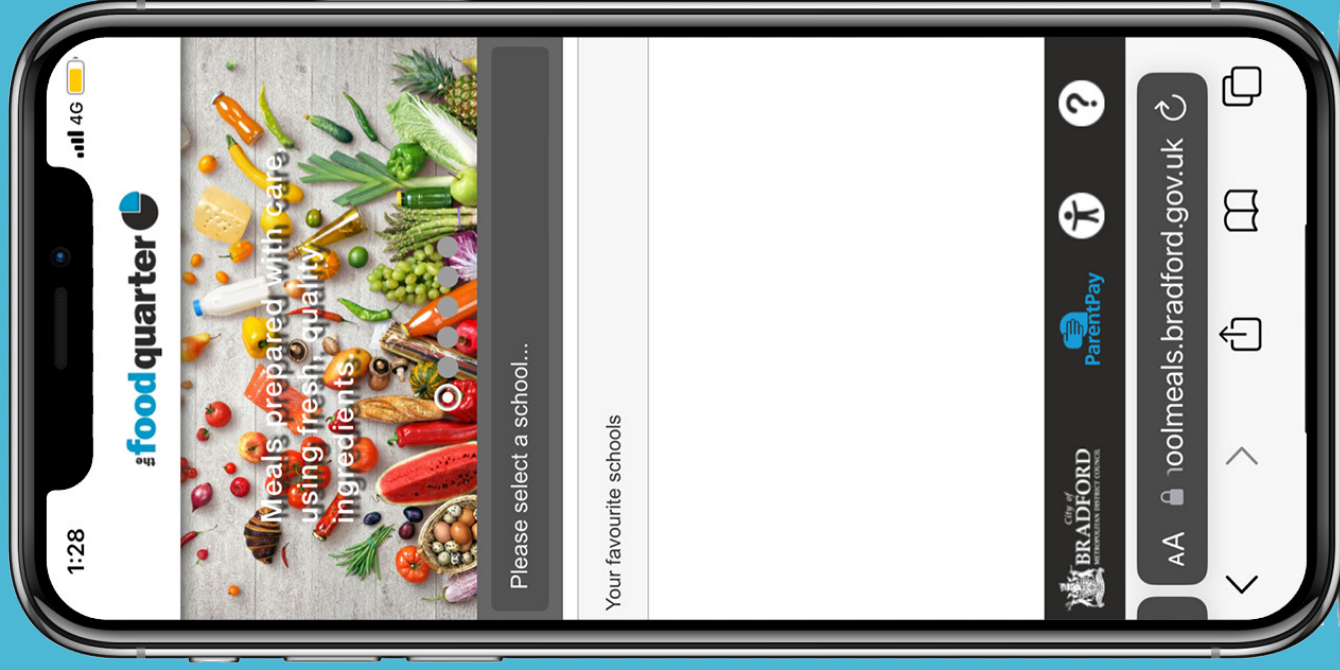 1:28
4G
the foodquarter
Meals prepared with care,
using fresh, quality
ingredients.
Please select a school...
Your favourite schools
City of
BRADFORD
METROPOLITAN DISTRICT COUNCIL
ParentPay
?
AA
oolmeals.bradford.gov.uk